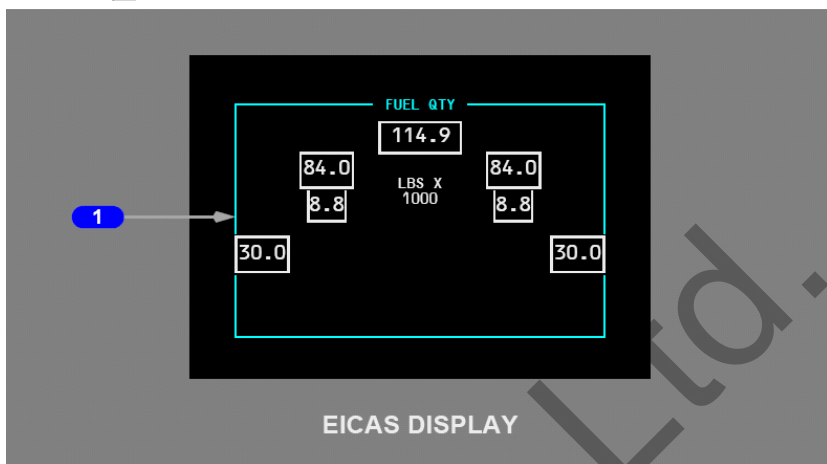 FUEL QTY
114.9
84.0 84.0
LBS X
1000
8.8 8.8
1
30.0 30.0
EICAS DISPLAY
Ltd.